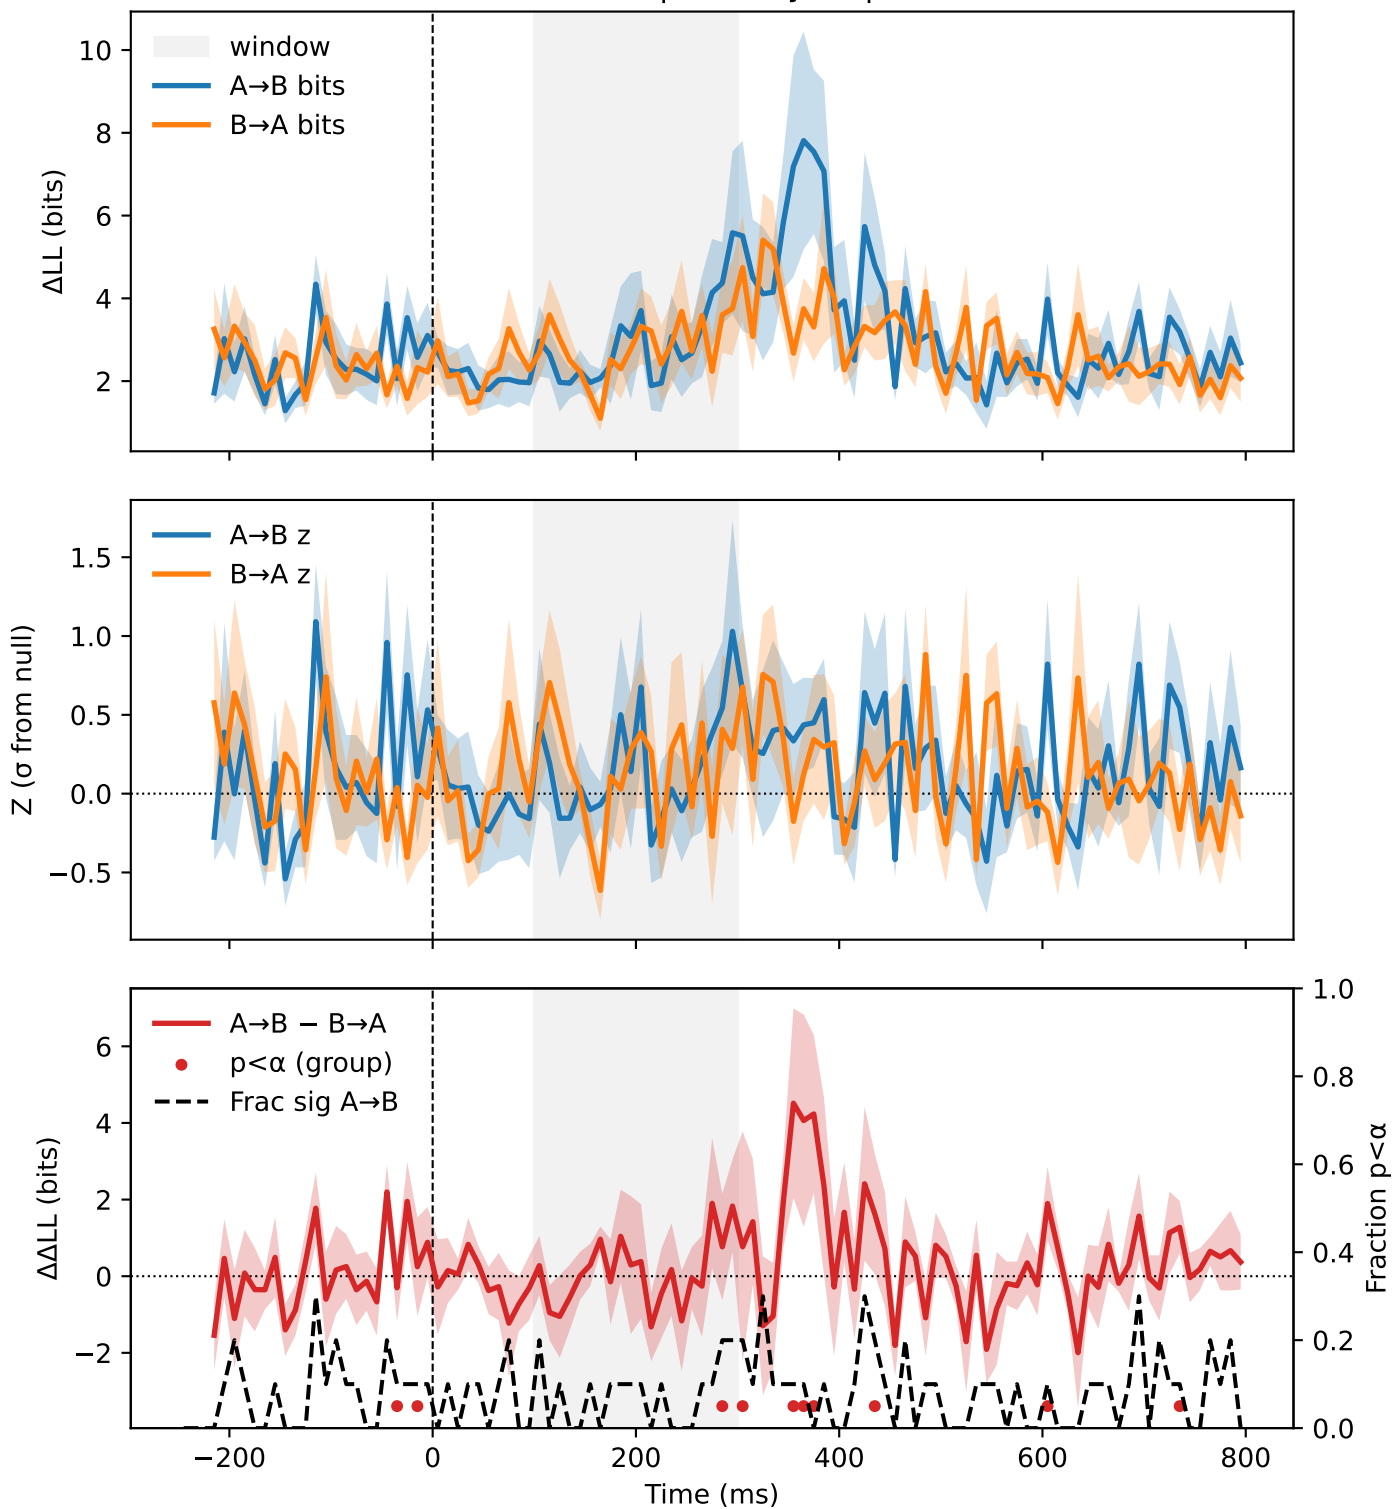 window
A→B bits
B→A bits
ΔLL (bits)
10
8
6
4
2
A→B z
B→A z
Z (σ from null)
1.5
1.0
0.5
0.0
−0.5
A→B − B→A
p<α (group)
Frac sig A→B
ΔΔLL (bits)
6
4
2
0
−2
1.0
0.8
0.6
0.4
0.2
0.0
Fraction p<α
−200
0
200
400
600
800
Time (ms)